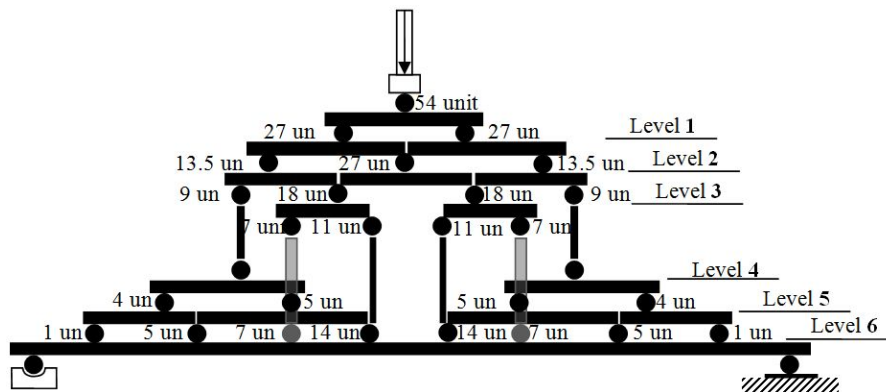 54 unit
27 un 27 un Level 1
13.5 un 27 un 13.5 un Level 2
9 un 18 un 18 un 9 un Level 3
7 un 11 un 11 un 7 un
Level 4
4 un 5 un 5 un 4 un Level 5
1 un 5 un 7 un 14 un 14 un 7 un 5 un 1 un Level 6